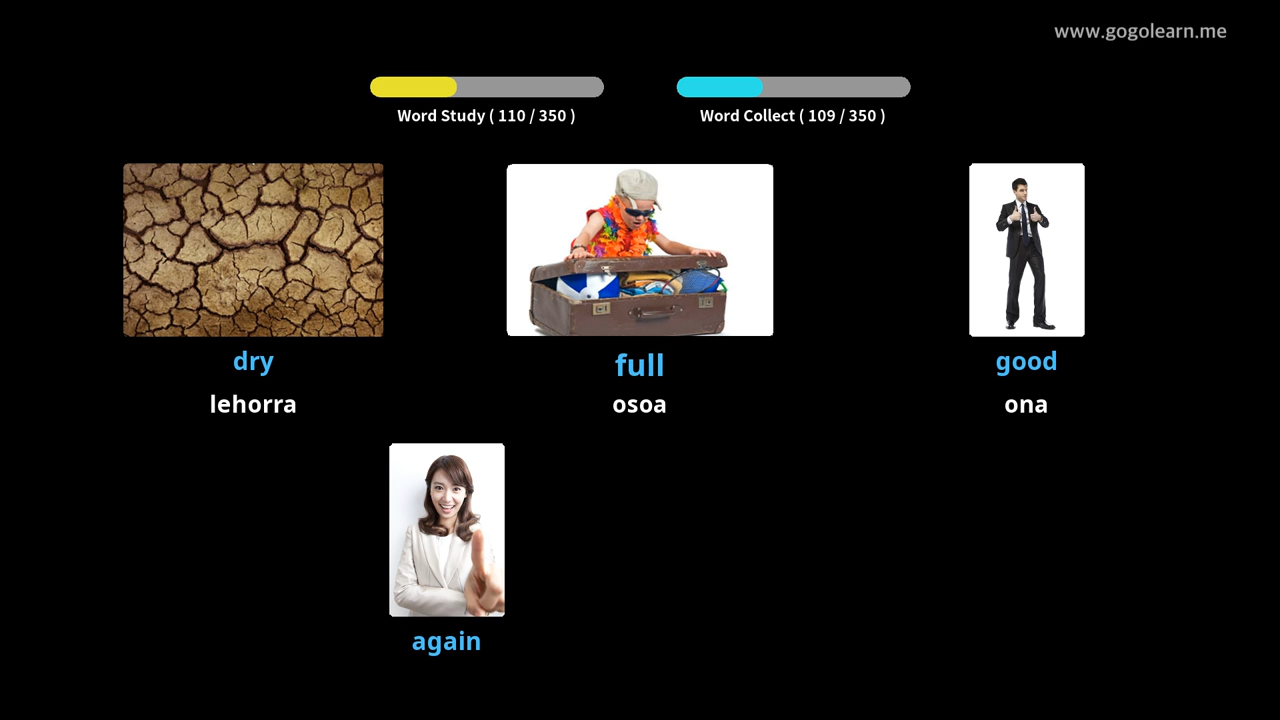 www.gogolearn.me
Word Study ( 110 / 350 )
Word Collect ( 109 / 350 )
dry
full
good
lehorra
osoa
ona
again